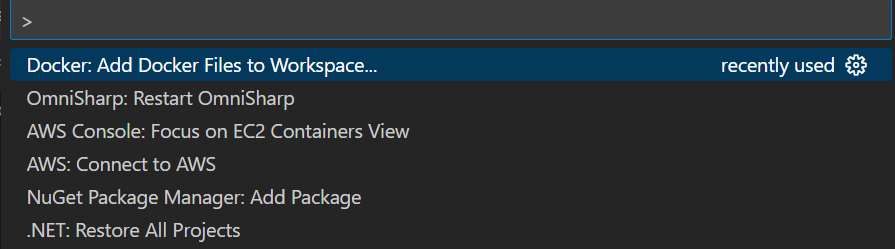 >
Docker: Add Docker Files to Workspace... recently used
OmniSharp: Restart OmniSharp
AWS Console: Focus on EC2 Containers View
AWS: Connect to AWS
NuGet Package Manager: Add Package
.NET: Restore All Projects